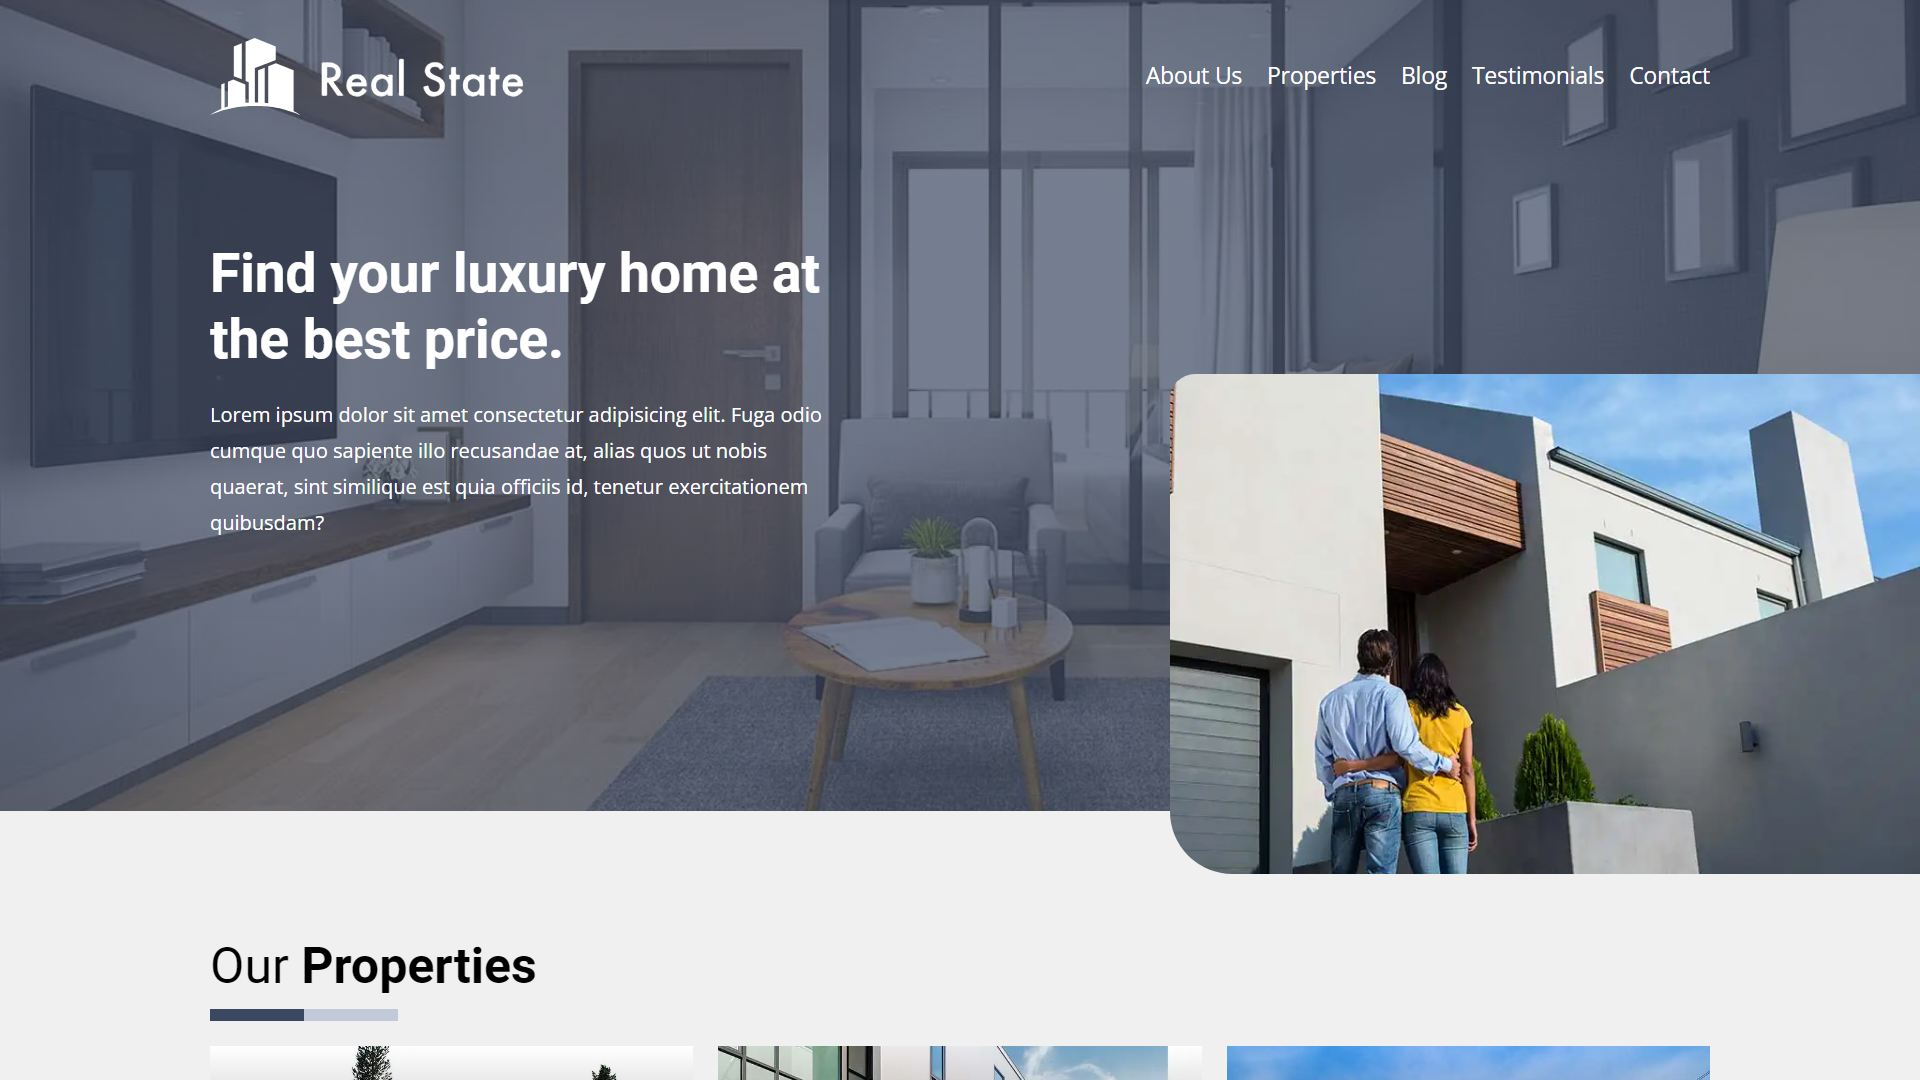 Real State
About Us Properties Blog Testimonials Contact
Find your luxury home at
the best price.
Lorem ipsum dolor sit amet consectetur adipisicing elit. Fuga odio
cumque quo sapiente illo recusandae at, alias quos ut nobis
quaerat, sint similique est quia officiis id, tenetur exercitationem
quibusdam?
Our Properties